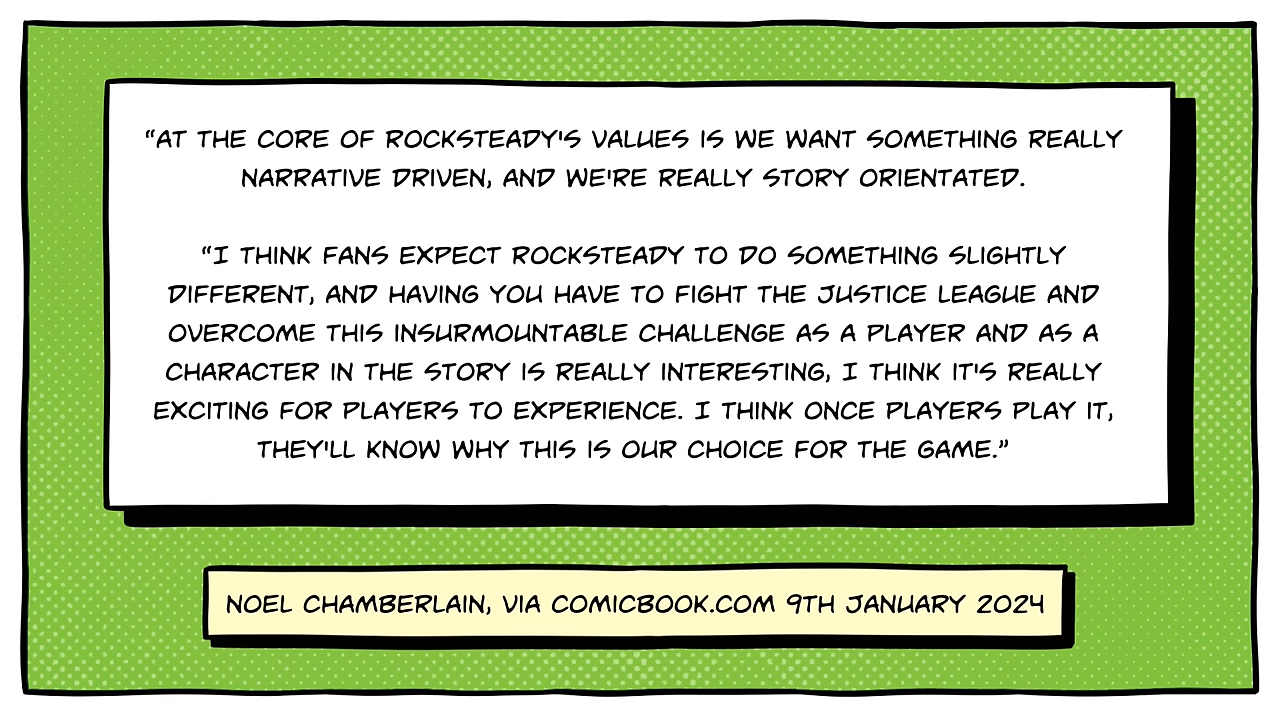 “AT THE CORE OF ROCKSTEADY'S VALUES IS WE WANT SOMETHING REALLY
NARRATIVE DRIVEN, AND WE'RE REALLY STORY ORIENTATED.
“I THINK FANS EXPECT ROCKSTEADY TO DO SOMETHING SLIGHTLY
DIFFERENT, AND HAVING YOU HAVE TO FIGHT THE JUSTICE LEAGUE AND
OVERCOME THIS INSURMOUNTABLE CHALLENGE AS A PLAYER AND AS A
CHARACTER IN THE STORY IS REALLY INTERESTING, I THINK IT'S REALLY
EXCITING FOR PLAYERS TO EXPERIENCE. I THINK ONCE PLAYERS PLAY IT,
THEY'LL KNOW WHY THIS IS OUR CHOICE FOR THE GAME.”
NOEL CHAMBERLAIN, VIA COMICBOOK.COM 9TH JANUARY 2024